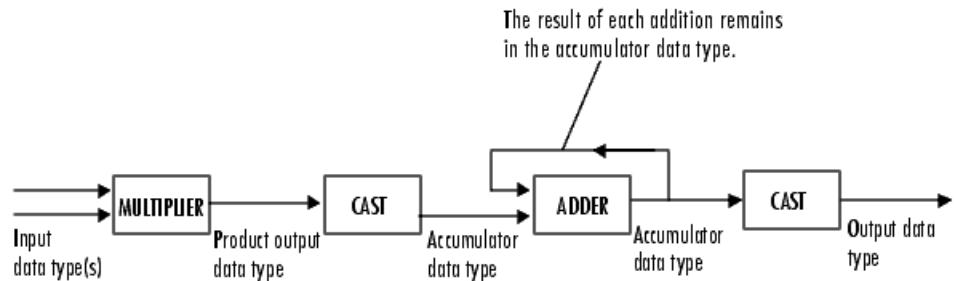 The result of each addition remains
in the accumulator data type.
MULTIPLIER
CAST
ADDER
CAST
Input
data type(s)
Product output
data type
Accumulator
data type
Accumulator
data type
Output data
type